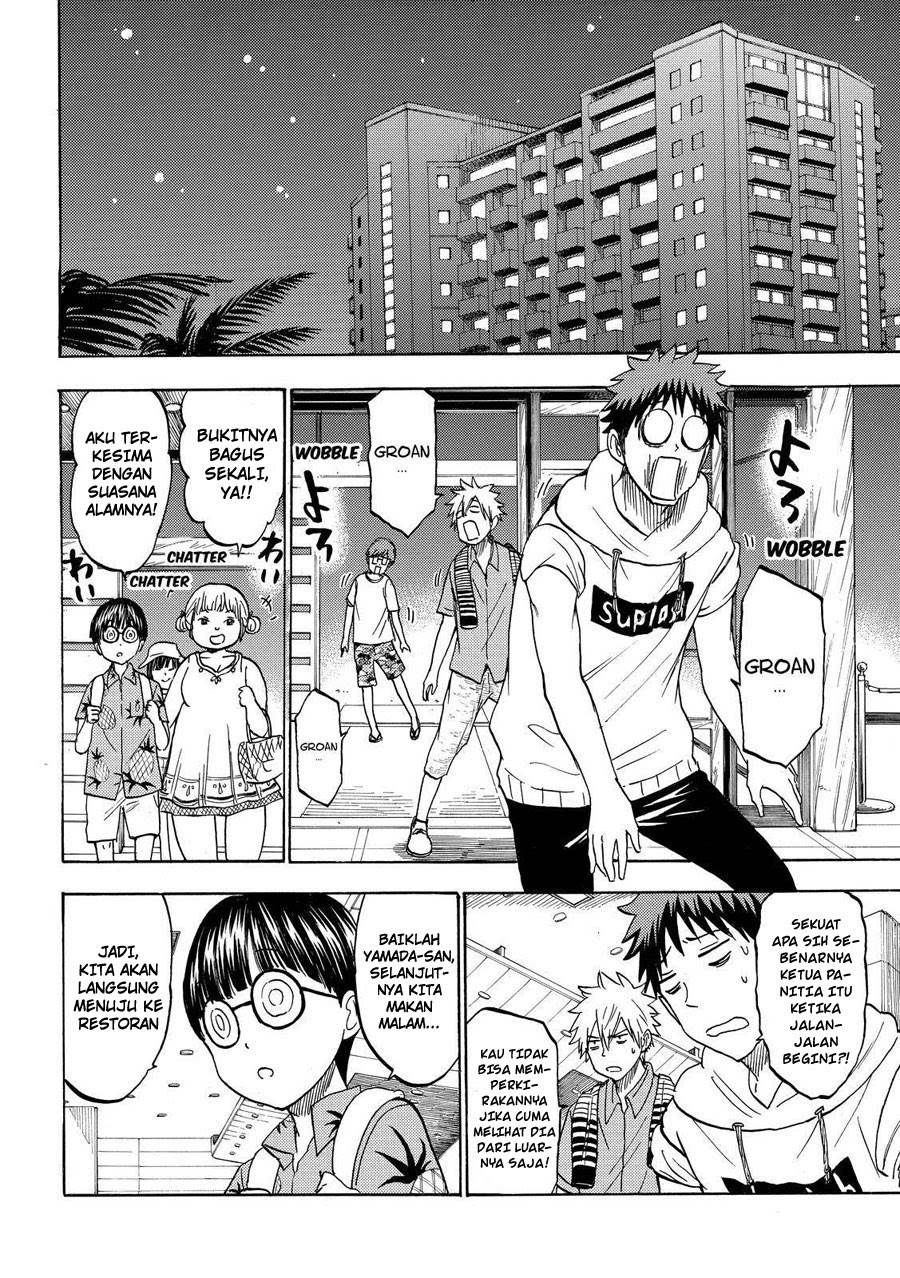 BUKITNYA
BAGUS
SEKALI,
YA!!
AKU TER-
KESIMA
DENGAN
SUASANA
ALAMNYA!
CHATTER
CHATTER
わい
わい
よろ
WOBBLE
GROAN
...
WOBBLE
よろ
Suplash
GROAN
...
GROAN
...
SEKUAT
APA SIH SE-
BENARNYA
KETUA PA-
NITIA ITU
KETIKA
JALAN-
JALAN
BEGINI?!
KAU TIDAK
BISA MEM-
PERKI-
RAKANNYA
JIKA CUMA
MELIHAT DIA
DARI LUAR-
NYA SAJA!
BAIKLAH
YAMADA-SAN,
SELANJUT-
NYA KITA
MAKAN
MALAM...
JADI,
KITA AKAN
LANGSUNG
MENUJU KE
RESTORAN